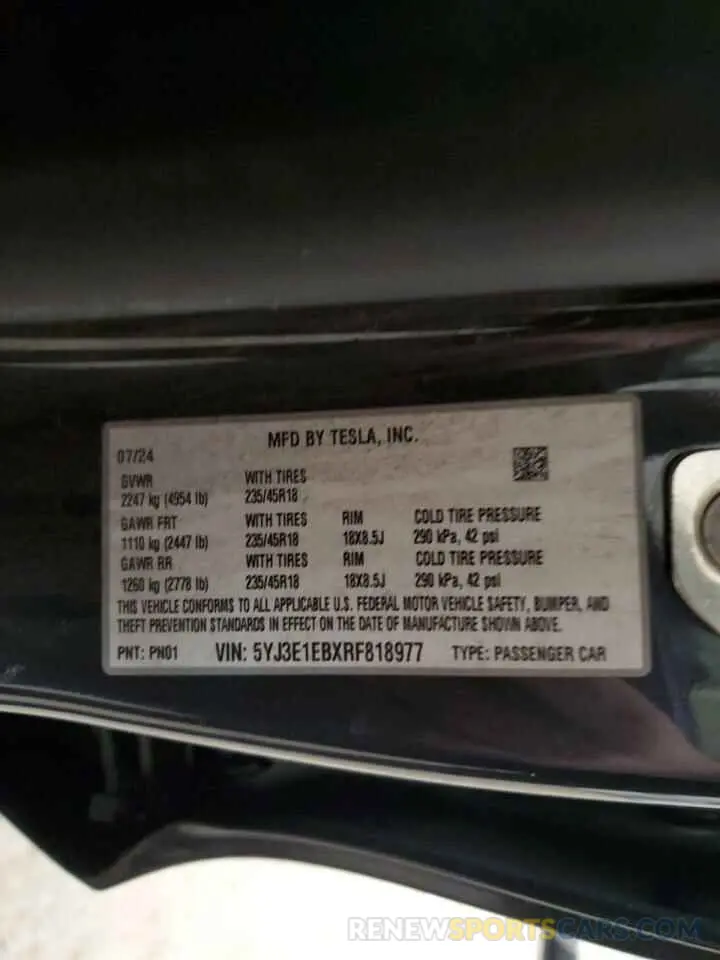 MFD BY TESLA, INC.
07/24
GVWR WITH TIRES
2247 kg (4954 lb) 235/45R18
GAWR FRT WITH TIRES RIM COLD TIRE PRESSURE
1110 kg (2447 lb) 235/45R18 18X8.5J 290 kPa, 42 psi
GAWR RR WITH TIRES RIM COLD TIRE PRESSURE
1260 kg (2778 lb) 235/45R18 18X8.5J 290 kPa, 42 psi
THIS VEHICLE CONFORMS TO ALL APPLICABLE U.S. FEDERAL MOTOR VEHICLE SAFETY, BUMPER, AND
THEFT PREVENTION STANDARDS IN EFFECT ON THE DATE OF MANUFACTURE SHOWN ABOVE.
PNT: PN01 VIN: 5YJ3E1EBXRF818977 TYPE: PASSENGER CAR
RENEWSPORTSCARS.COM